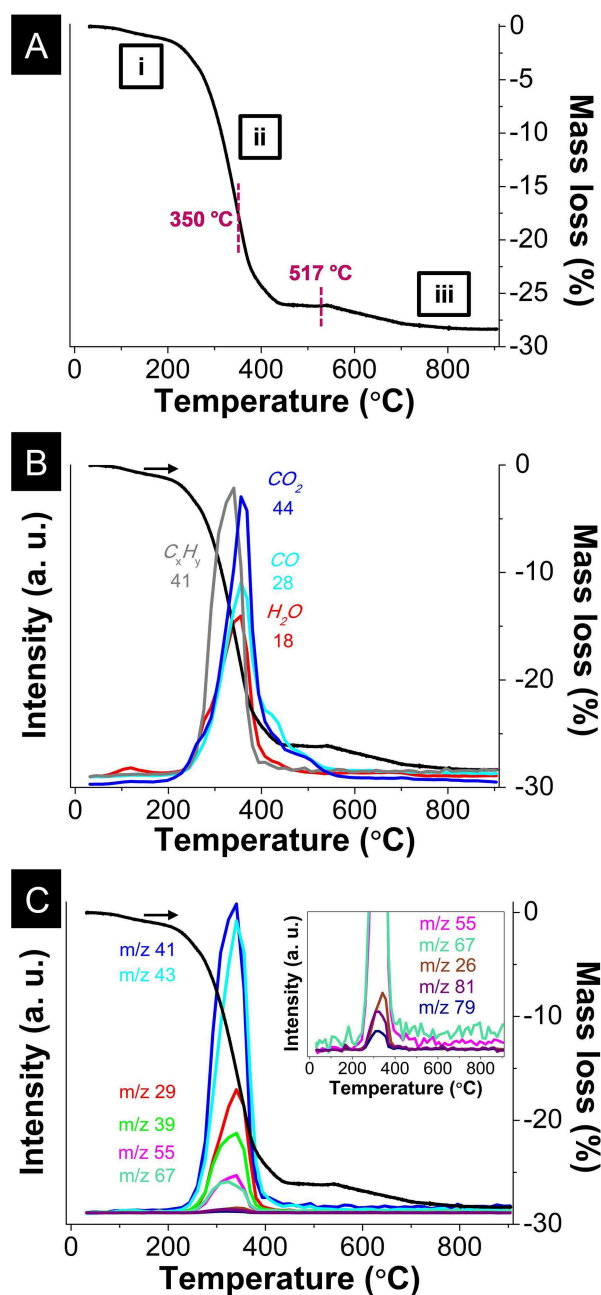 A
i
ii
350 °C
517 °C
iii
0
-5
-10
-15
-20
-25
-30
Mass loss (%)
0 200 400 600 800
Temperature (°C)
B
CO2
44
CxHy
41
CO
28
H2O
18
Intensity (a. u.)
0
-10
-20
-30
Mass loss (%)
0 200 400 600 800
Temperature (°C)
C
m/z 41
m/z 43
m/z 29
m/z 39
m/z 55
m/z 67
m/z 55
m/z 67
m/z 26
m/z 81
m/z 79
Intensity (a. u.)
0 200 400 600 800
Temperature (°C)
Intensity (a. u.)
0
-10
-20
-30
Mass loss (%)
0 200 400 600 800
Temperature (°C)